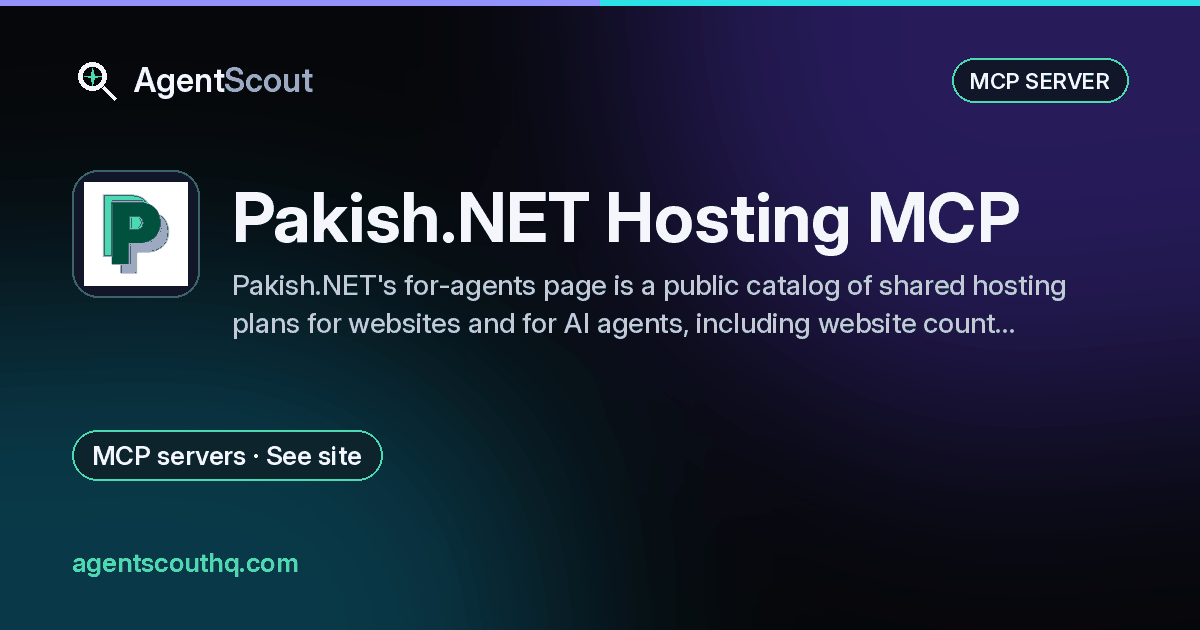 AgentScout
MCP SERVER
P
Pakish.NET Hosting MCP
Pakish.NET's for-agents page is a public catalog of shared hosting
plans for websites and for AI agents, including website count...
MCP servers · See site
agentscouthq.com